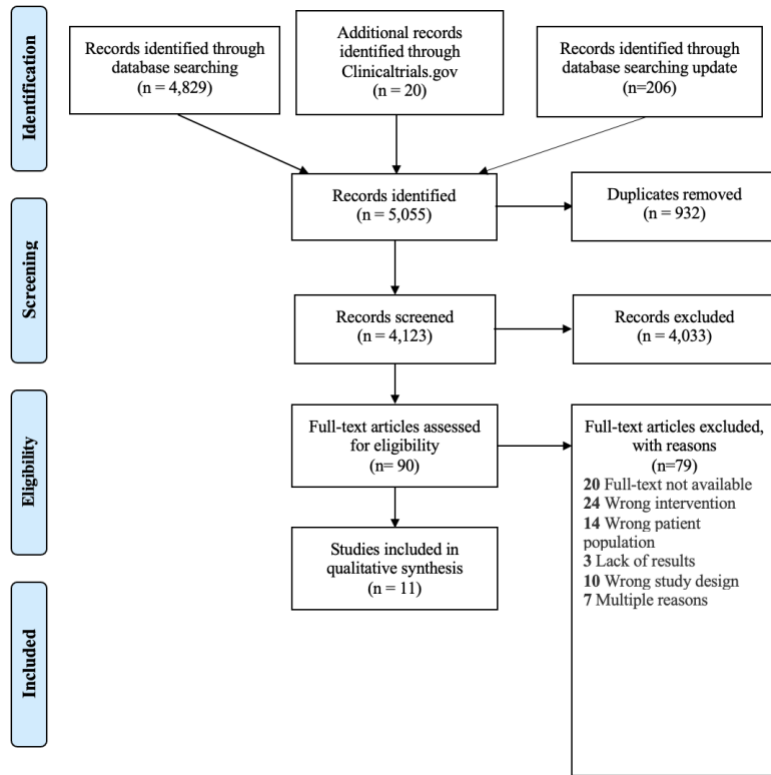 Identification
Records identified through
database searching
(n = 4,829)
Additional records
identified through
Clinicaltrials.gov
(n = 20)
Records identified through
database searching update
(n=206)
Screening
Records identified
(n = 5,055)
Duplicates removed
(n = 932)
Records screened
(n = 4,123)
Records excluded
(n = 4,033)
Eligibility
Full-text articles assessed
for eligibility
(n= 90)
Full-text articles excluded,
with reasons
(n=79)
20 Full-text not available
24 Wrong intervention
14 Wrong patient
population
3 Lack of results
10 Wrong study design
7 Multiple reasons
Studies included in
qualitative synthesis
(n = 11)
Included